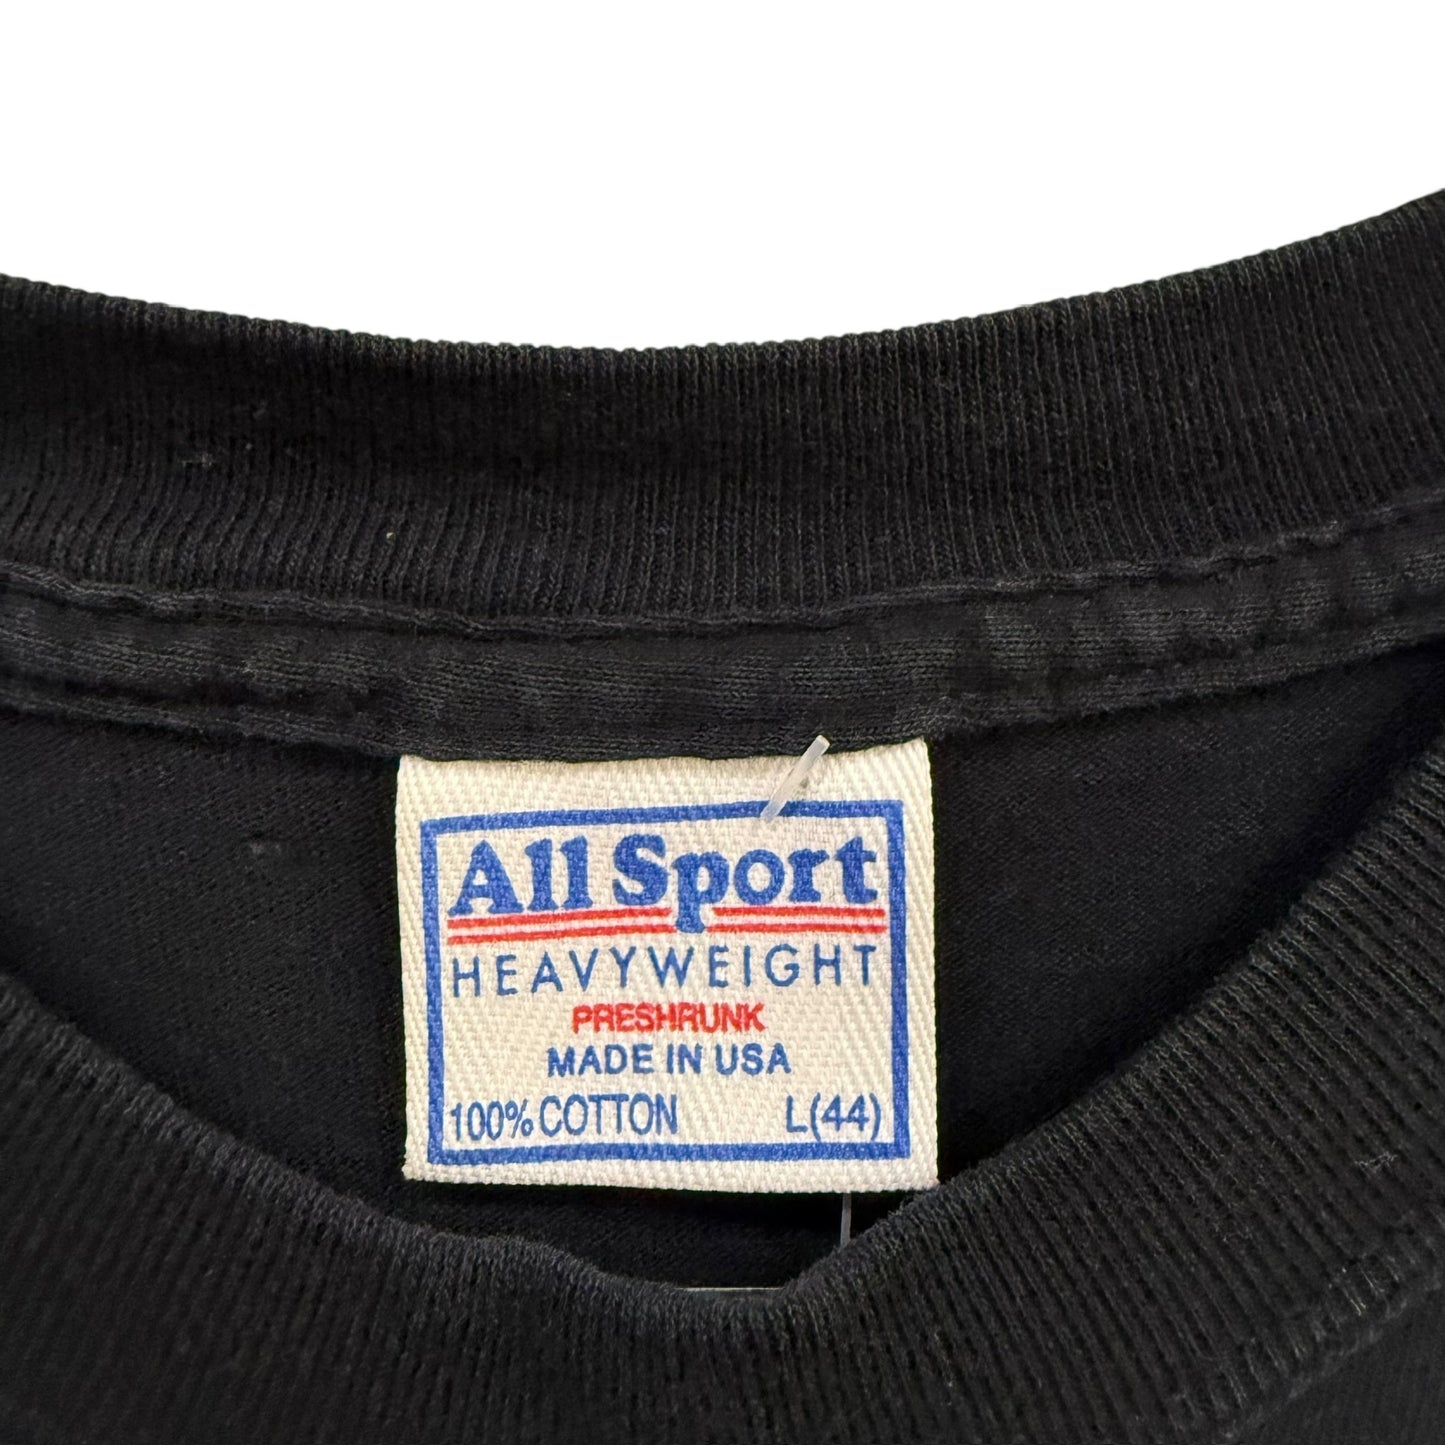 All Sport
HEAVYWEIGHT
PRESHRUNK
MADE IN USA
100% COTTON L(44)